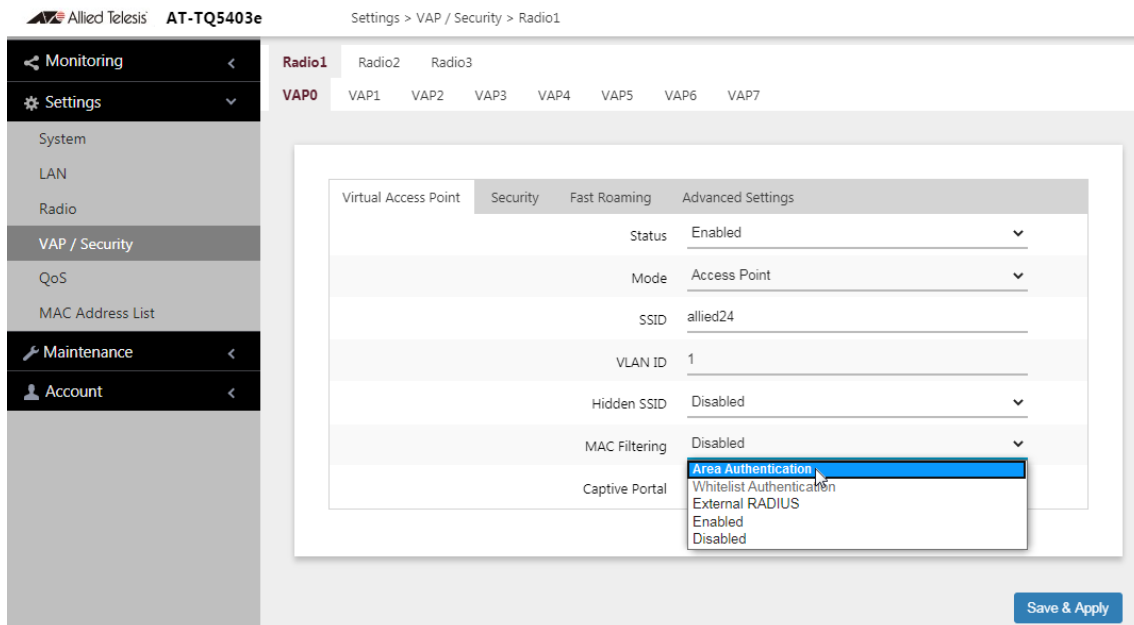 Allied Telesis AT-TQ5403e Settings > VAP / Security > Radio1
Monitoring
Settings
System
LAN
Radio
VAP / Security
QoS
MAC Address List
Maintenance
Account
Radio1 Radio2 Radio3
VAP0 VAP1 VAP2 VAP3 VAP4 VAP5 VAP6 VAP7
Virtual Access Point Security Fast Roaming Advanced Settings
Status Enabled
Mode Access Point
SSID allied24
VLAN ID 1
Hidden SSID Disabled
MAC Filtering Disabled
Captive Portal
Area Authentication
Whitelist Authentication
External RADIUS
Enabled
Disabled
Save & Apply